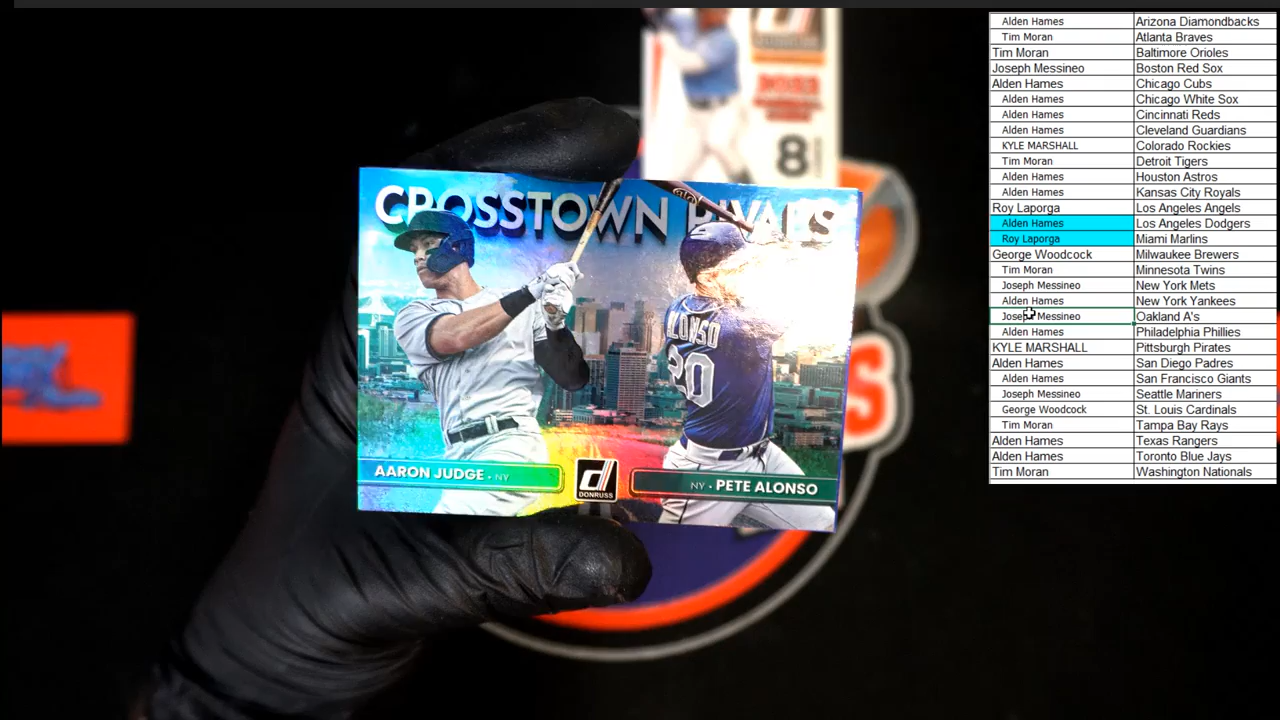 CROSSTOWN RIVALS
ALONSO
20
AARON JUDGE • NY
NY • PETE ALONSO
d
DONRUSS
8
Alden Hames Arizona Diamondbacks
Tim Moran Atlanta Braves
Tim Moran Baltimore Orioles
Joseph Messineo Boston Red Sox
Alden Hames Chicago Cubs
Alden Hames Chicago White Sox
Alden Hames Cincinnati Reds
Alden Hames Cleveland Guardians
KYLE MARSHALL Colorado Rockies
Tim Moran Detroit Tigers
Alden Hames Houston Astros
Alden Hames Kansas City Royals
Roy Laporga Los Angeles Angels
Alden Hames Los Angeles Dodgers
Roy Laporga Miami Marlins
George Woodcock Milwaukee Brewers
Tim Moran Minnesota Twins
Joseph Messineo New York Mets
Alden Hames New York Yankees
Joseph Messineo Oakland A's
Alden Hames Philadelphia Phillies
KYLE MARSHALL Pittsburgh Pirates
Alden Hames San Diego Padres
Alden Hames San Francisco Giants
Joseph Messineo Seattle Mariners
George Woodcock St. Louis Cardinals
Tim Moran Tampa Bay Rays
Alden Hames Texas Rangers
Alden Hames Toronto Blue Jays
Tim Moran Washington Nationals